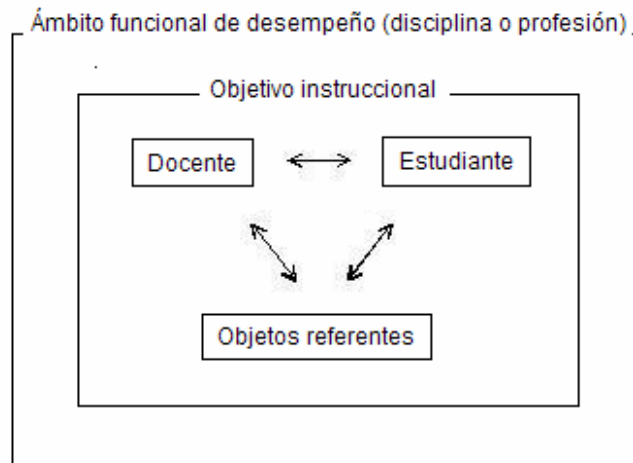 Ámbito funcional de desempeño (disciplina o profesión)
Objetivo instruccional
Docente
Estudiante
Objetos referentes